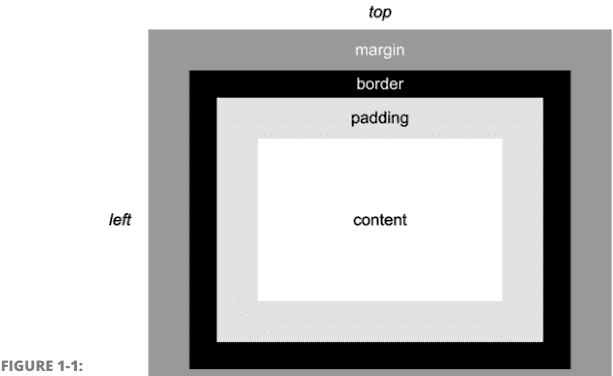 top
margin
border
padding
left
content
FIGURE 1-1: